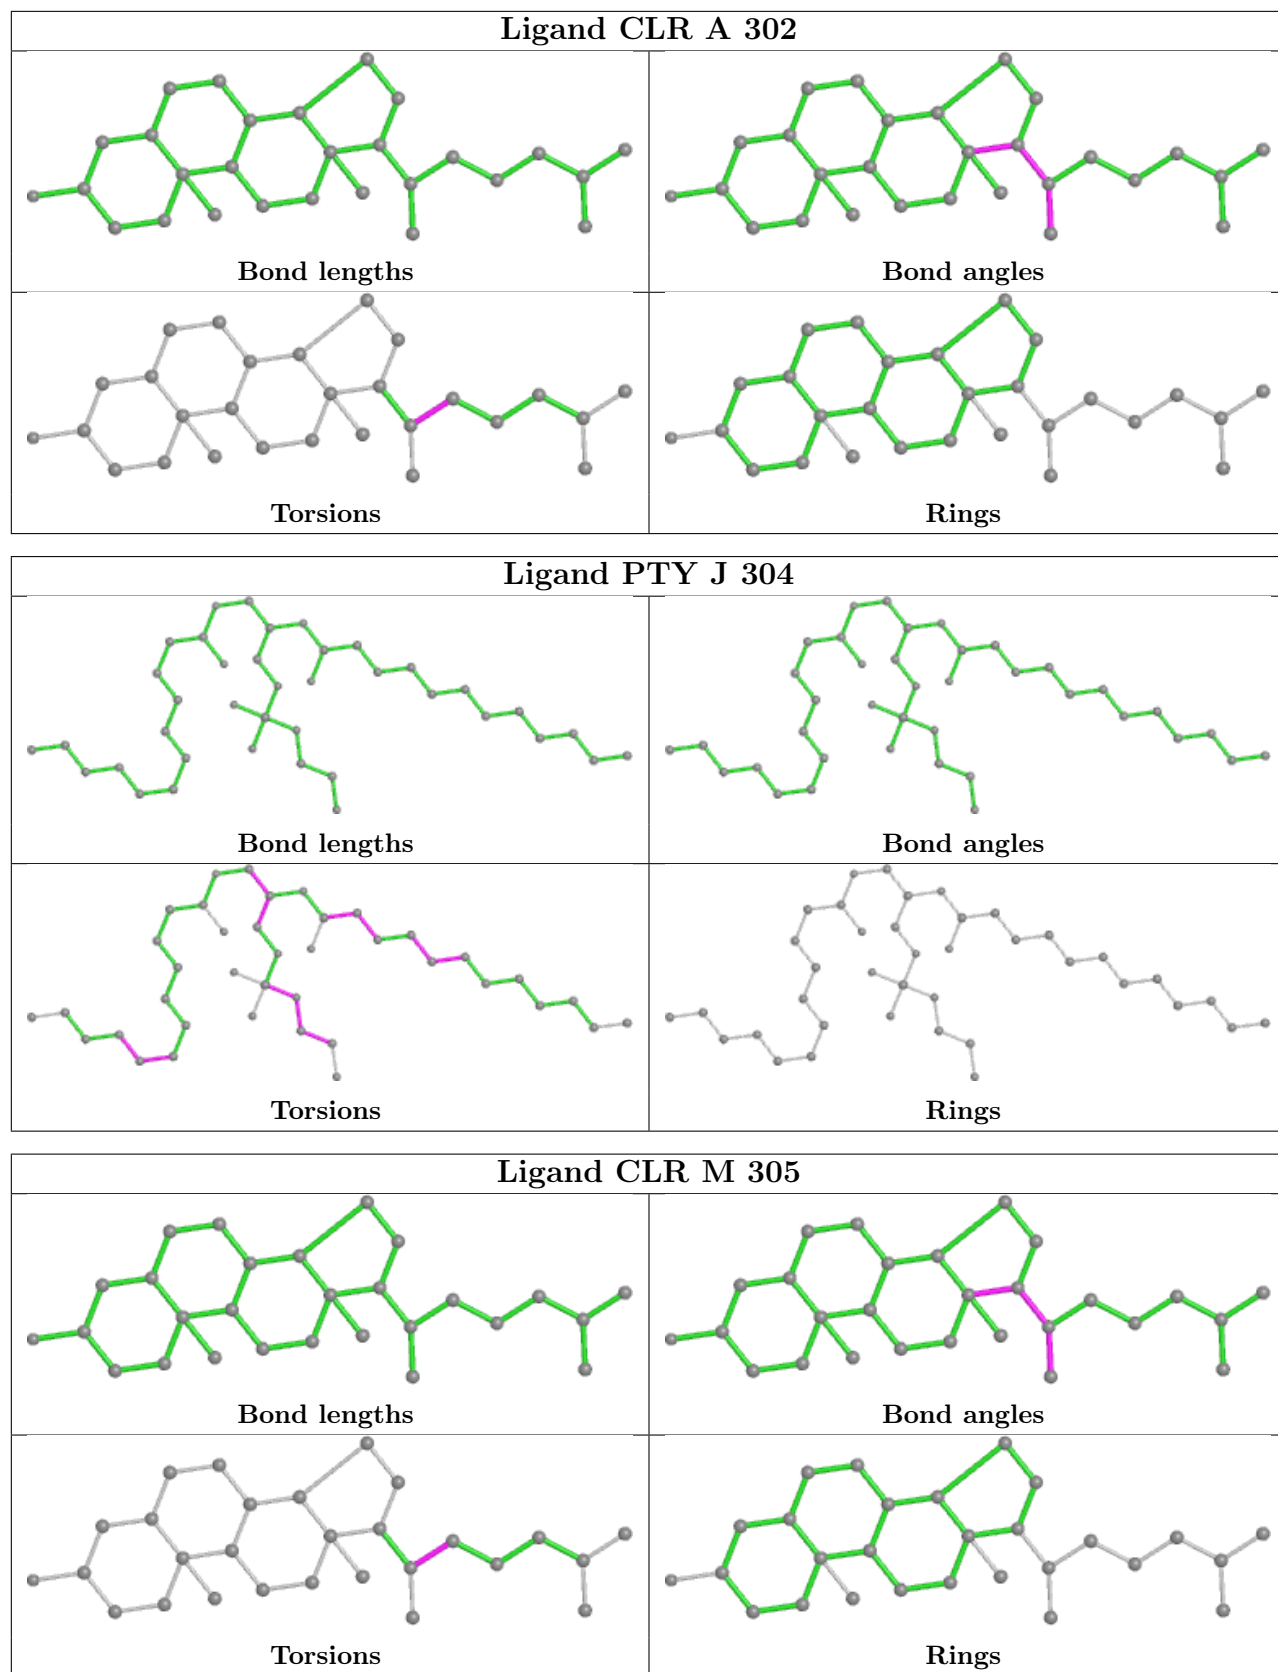 Ligand CLR A 302
Bond lengths
Bond angles
Torsions
Rings
Ligand PTY J 304
Bond lengths
Bond angles
Torsions
Rings
Ligand CLR M 305
Bond lengths
Bond angles
Torsions
Rings